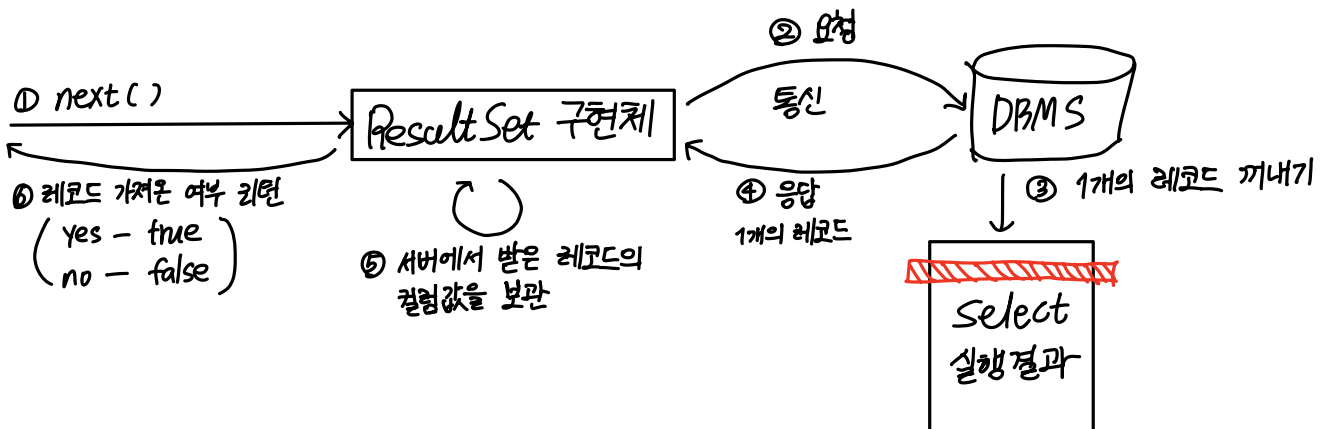 ① next()
ResultSet 구현체
② 요청
통신
DBMS
③ 1개의 레코드 꺼내기
④ 응답
1개의 레코드
⑤ 서버에서 받은 레코드의
컬럼값을 보관
⑥ 레코드 가져온 여부 리턴
(yes - true
no - false)
select
실행결과